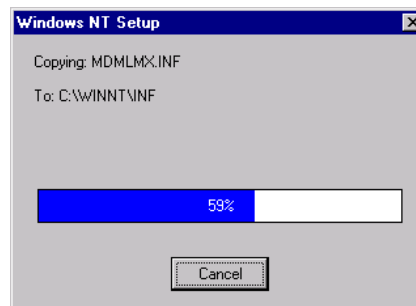 Windows NT Setup
Copying: MDMLMX.INF
To: C:\WINNT\INF
59%
Cancel